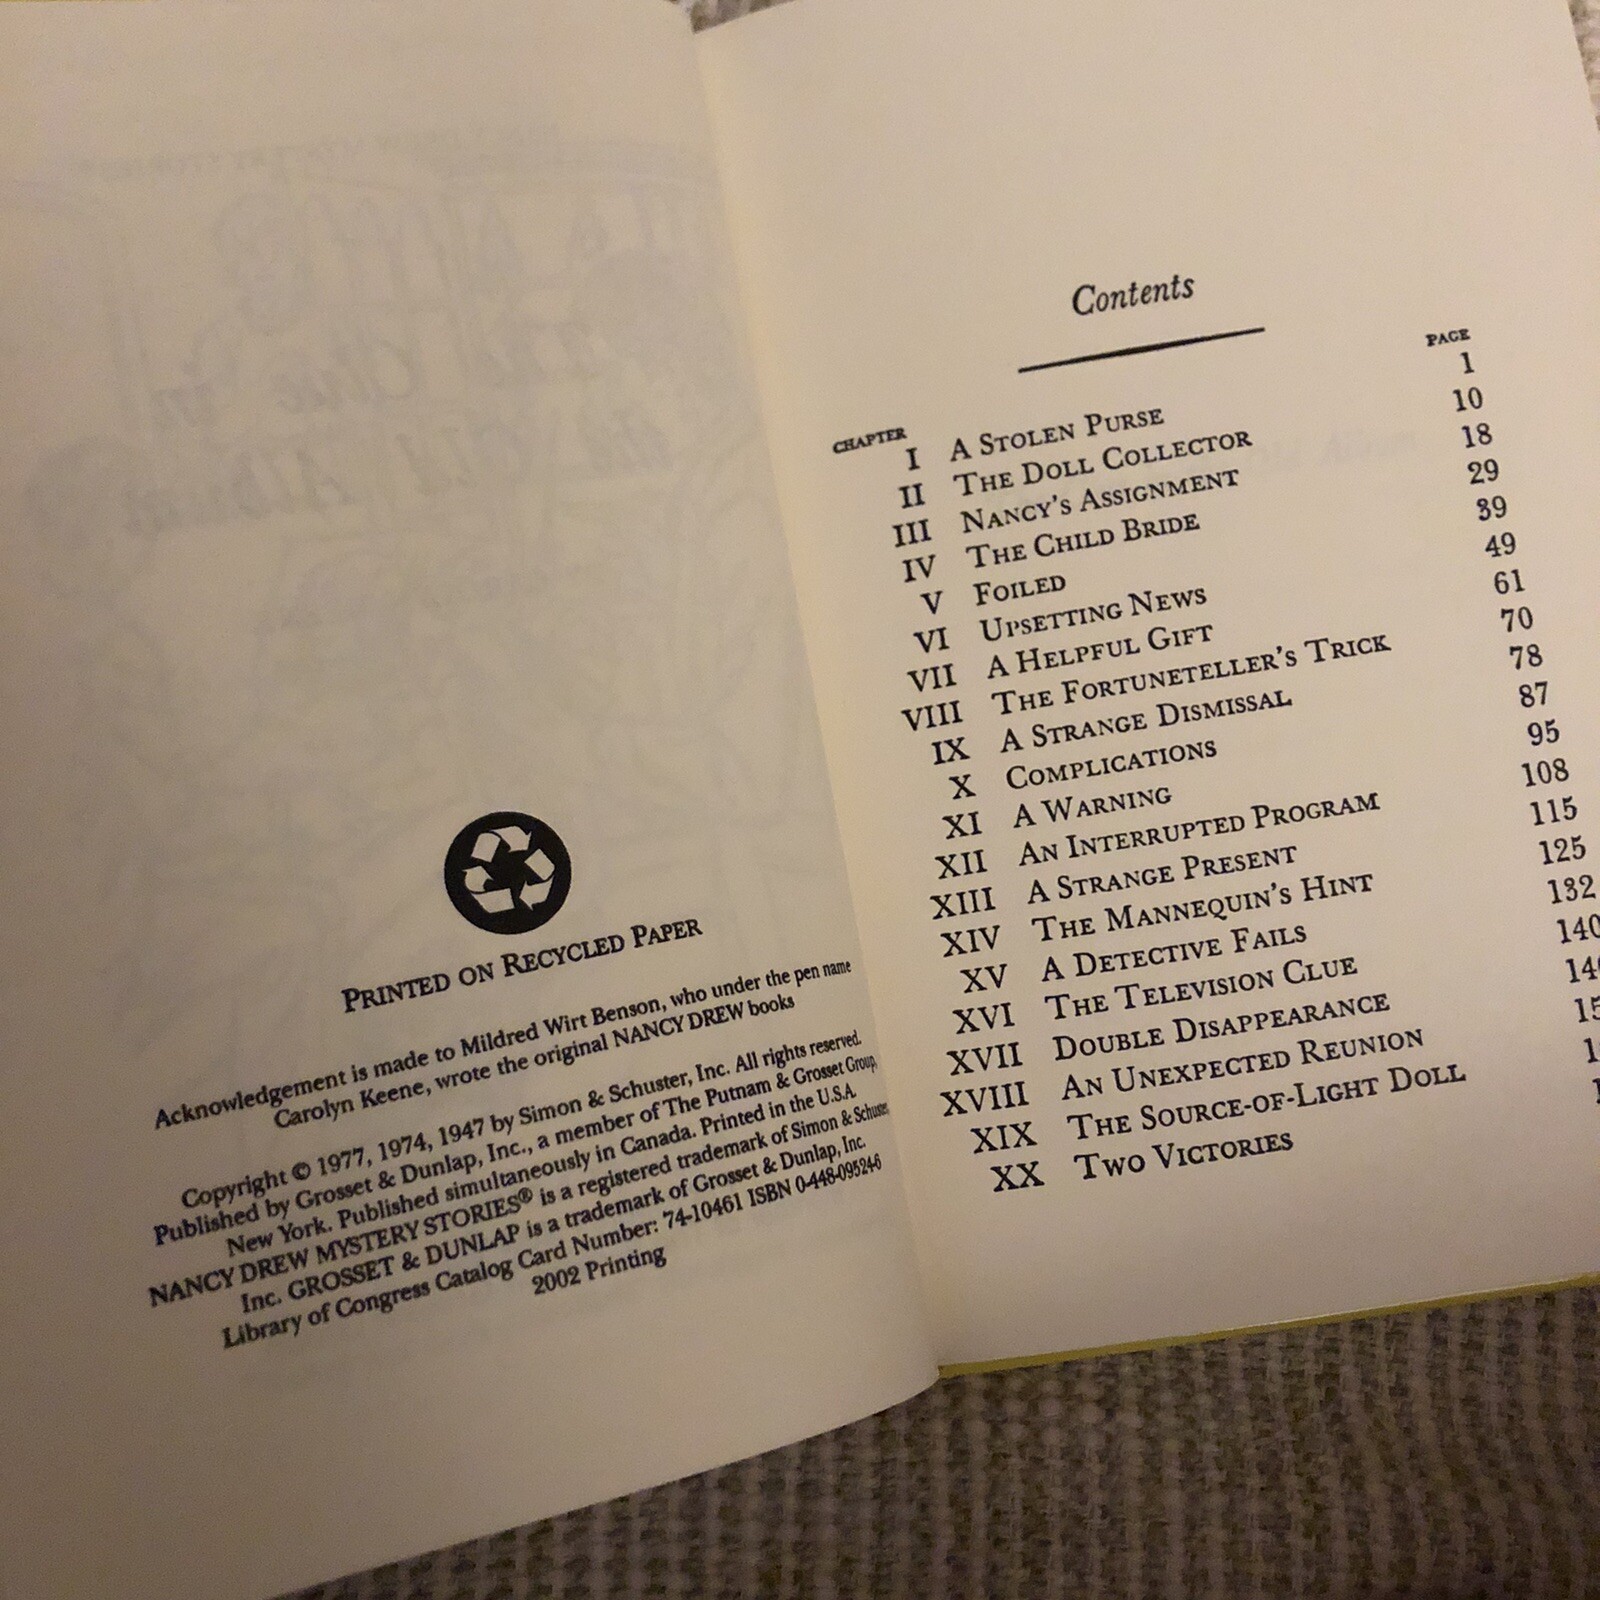 PRINTED ON RECYCLED PAPER
Acknowledgement is made to Mildred Wirt Benson, who under the pen name
Carolyn Keene, wrote the original NANCY DREW books
Copyright © 1977, 1974, 1947 by Simon & Schuster, Inc. All rights reserved.
Published by Grosset & Dunlap, Inc., a member of The Putnam & Grosset Group,
New York. Published simultaneously in Canada. Printed in the U.S.A.
NANCY DREW MYSTERY STORIES® is a registered trademark of Simon & Schuster,
Inc. GROSSET & DUNLAP is a trademark of Grosset & Dunlap, Inc.
Library of Congress Catalog Card Number: 74-10461 ISBN 0-448-09524-6
2002 Printing
Contents
CHAPTER PAGE
I A STOLEN PURSE 1
II THE DOLL COLLECTOR 10
III NANCY'S ASSIGNMENT 18
IV THE CHILD BRIDE 29
V FOILED 39
VI UPSETTING NEWS 49
VII A HELPFUL GIFT 61
VIII THE FORTUNETELLER'S TRICK 70
IX A STRANGE DISMISSAL 78
X COMPLICATIONS 87
XI A WARNING 95
XII AN INTERRUPTED PROGRAM 108
XIII A STRANGE PRESENT 115
XIV THE MANNEQUIN'S HINT 125
XV A DETECTIVE FAILS 132
XVI THE TELEVISION CLUE 140
XVII DOUBLE DISAPPEARANCE
XVIII AN UNEXPECTED REUNION
XIX THE SOURCE-OF-LIGHT DOLL
XX TWO VICTORIES